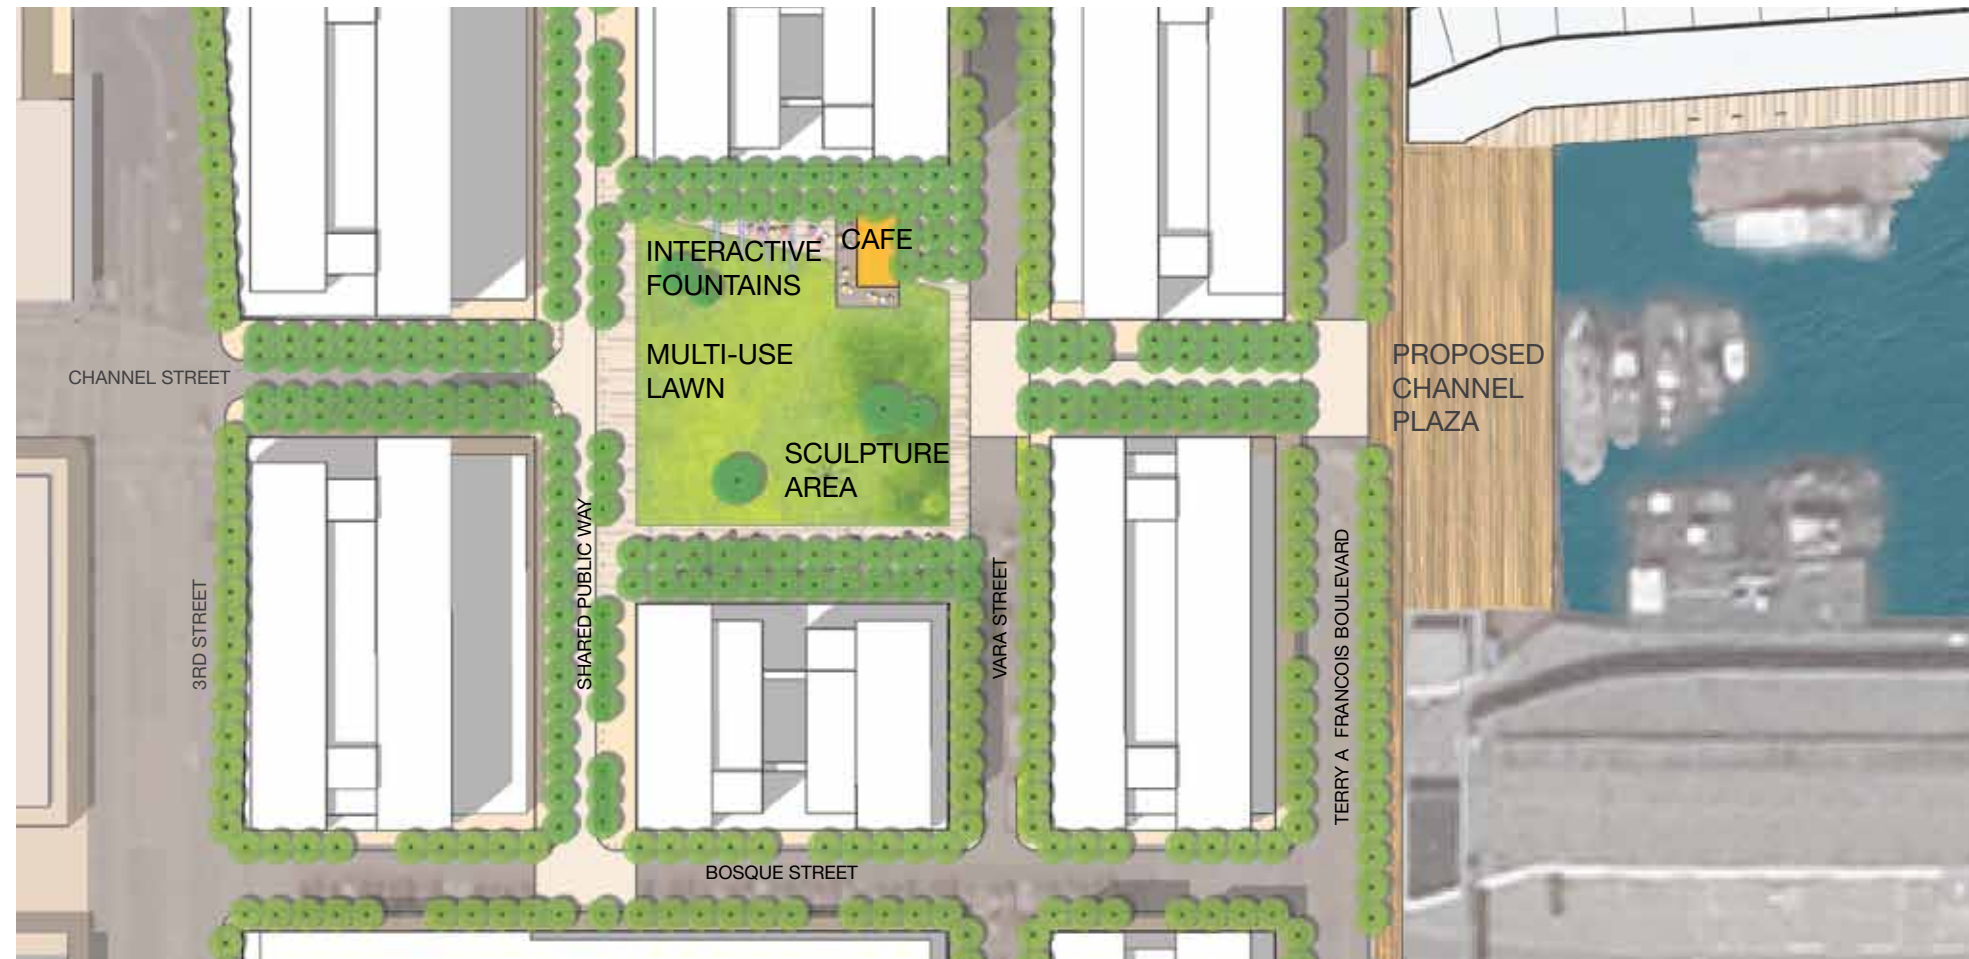 INTERACTIVE
FOUNTAINS
CAFE
MULTI-USE
LAWN
CHANNEL STREET
PROPOSED
CHANNEL
PLAZA
SCULPTURE
AREA
3RD STREET
SHARED PUBLIC WAY
VARA STREET
TERRY A FRANCOIS BOULEVARD
BOSQUE STREET